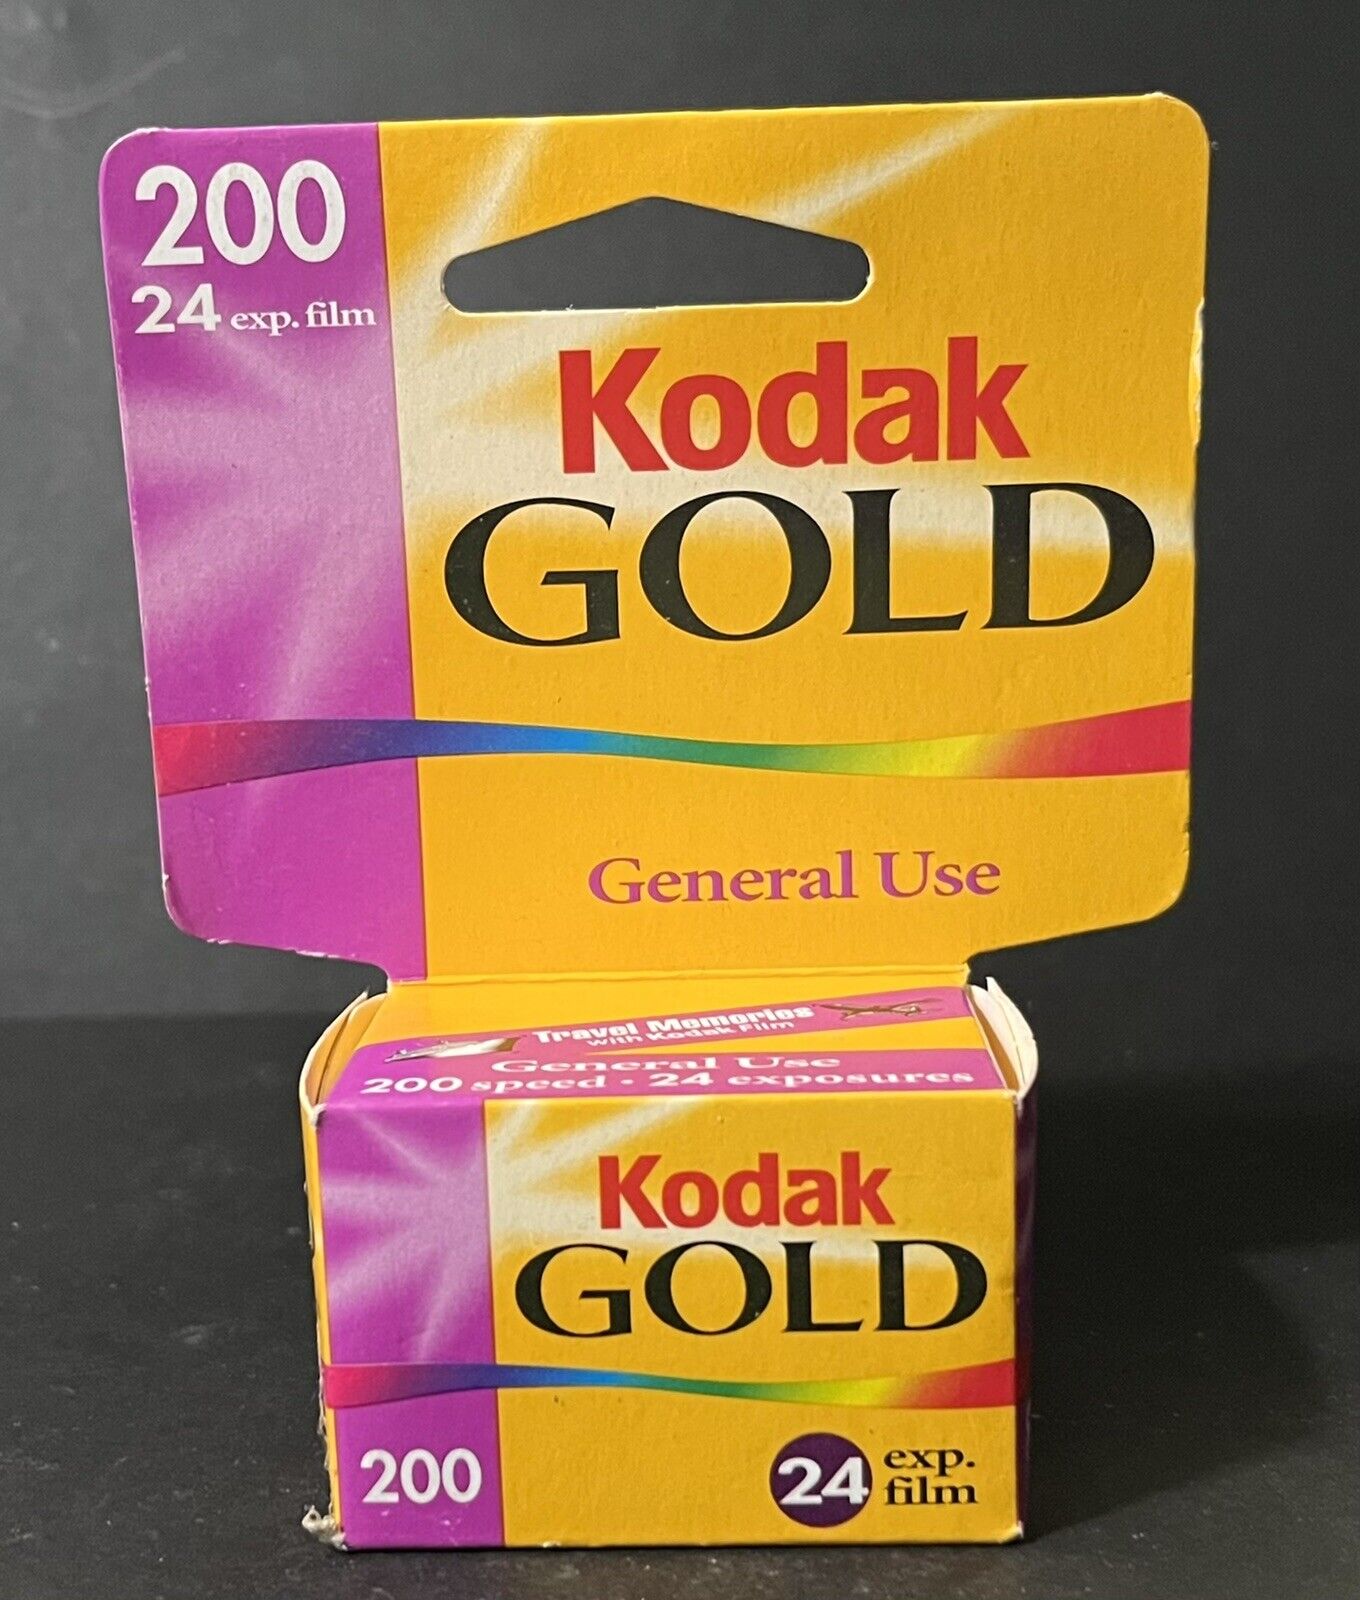 200
24 exp. film
Kodak
GOLD
General Use
Travel Memories
with Kodak Film
General Use
200 speed · 24 exposures
Kodak
GOLD
200
24 exp.
film